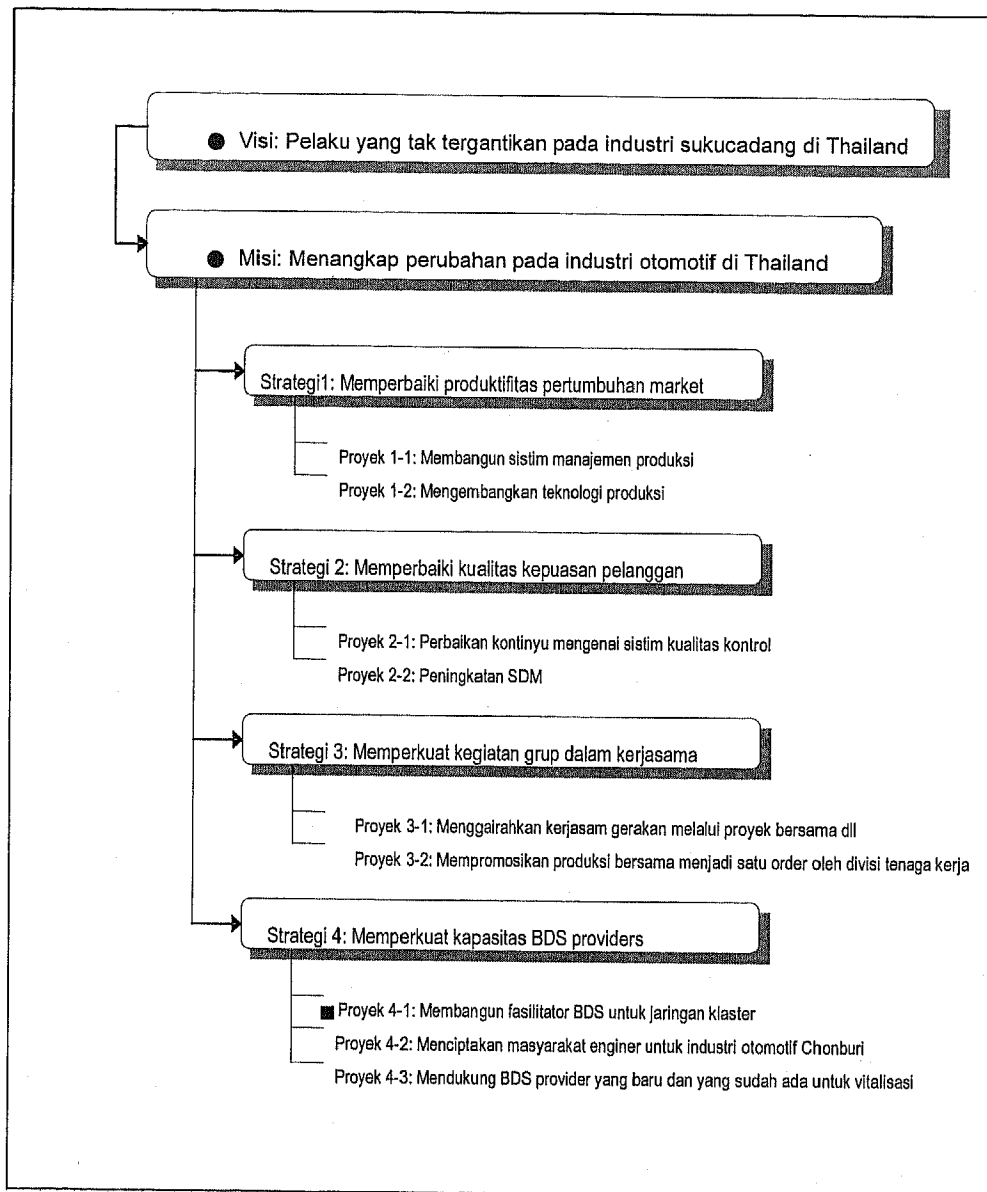 ● Visi: Pelaku yang tak tergantikan pada industri sukucadang di Thailand
● Misi: Menangkap perubahan pada industri otomotif di Thailand
Strategi1: Memperbaiki produktifitas pertumbuhan market
Proyek 1-1: Membangun sistim manajemen produksi
Proyek 1-2: Mengembangkan teknologi produksi
Strategi 2: Memperbaiki kualitas kepuasan pelanggan
Proyek 2-1: Perbaikan kontinyu mengenai sistim kualitas kontrol
Proyek 2-2: Peningkatan SDM
Strategi 3: Memperkuat kegiatan grup dalam kerjasama
Proyek 3-1: Menggairahkan kerjasam gerakan melalui proyek bersama dll
Proyek 3-2: Mempromosikan produksi bersama menjadi satu order oleh divisi tenaga kerja
Strategi 4: Memperkuat kapasitas BDS providers
■ Proyek 4-1: Membangun fasilitator BDS untuk jaringan klaster
Proyek 4-2: Menciptakan masyarakat enginer untuk industri otomotif Chonburi
Proyek 4-3: Mendukung BDS provider yang baru dan yang sudah ada untuk vitalisasi